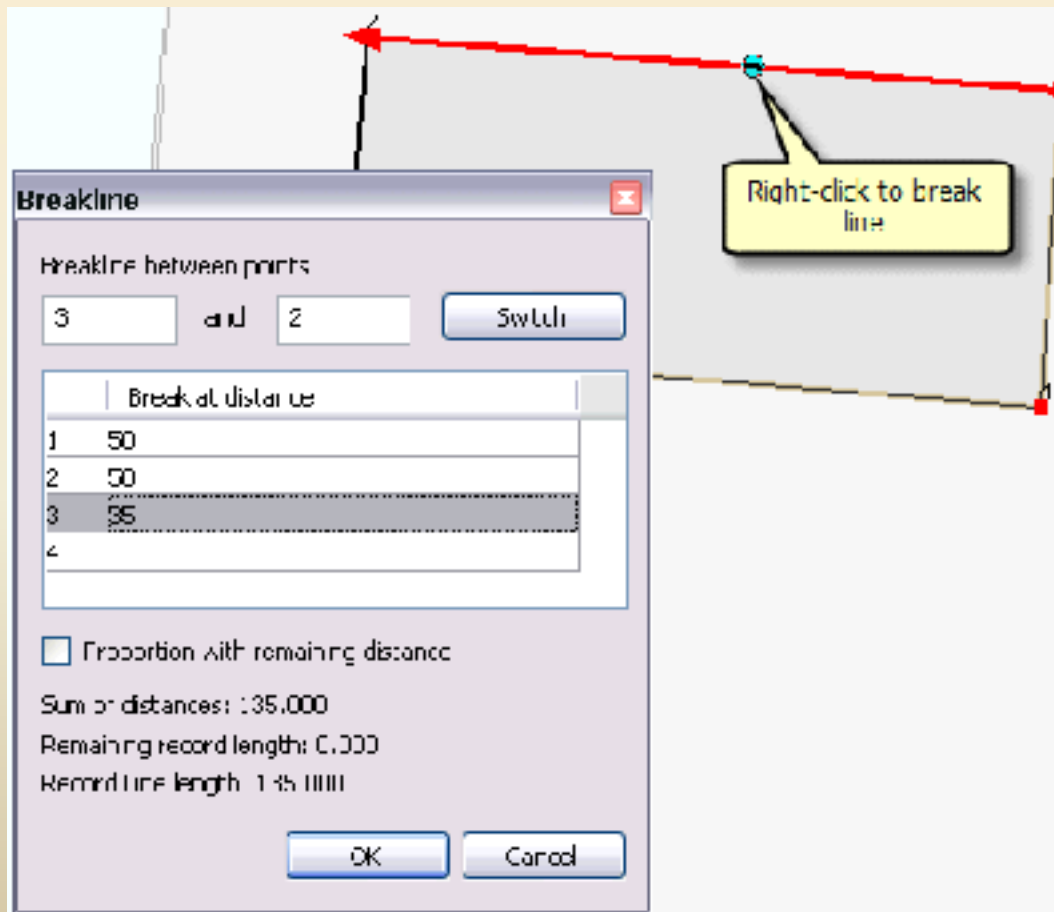 Right-click to break
line
Breakline
Breakline between points
3 and 2 Switch
Break at distance
1 50
2 50
3 35
4
Proportion with remaining distance
Sum of distances: 135.000
Remaining record length: 0.000
Record line length: 135.000
OK Cancel